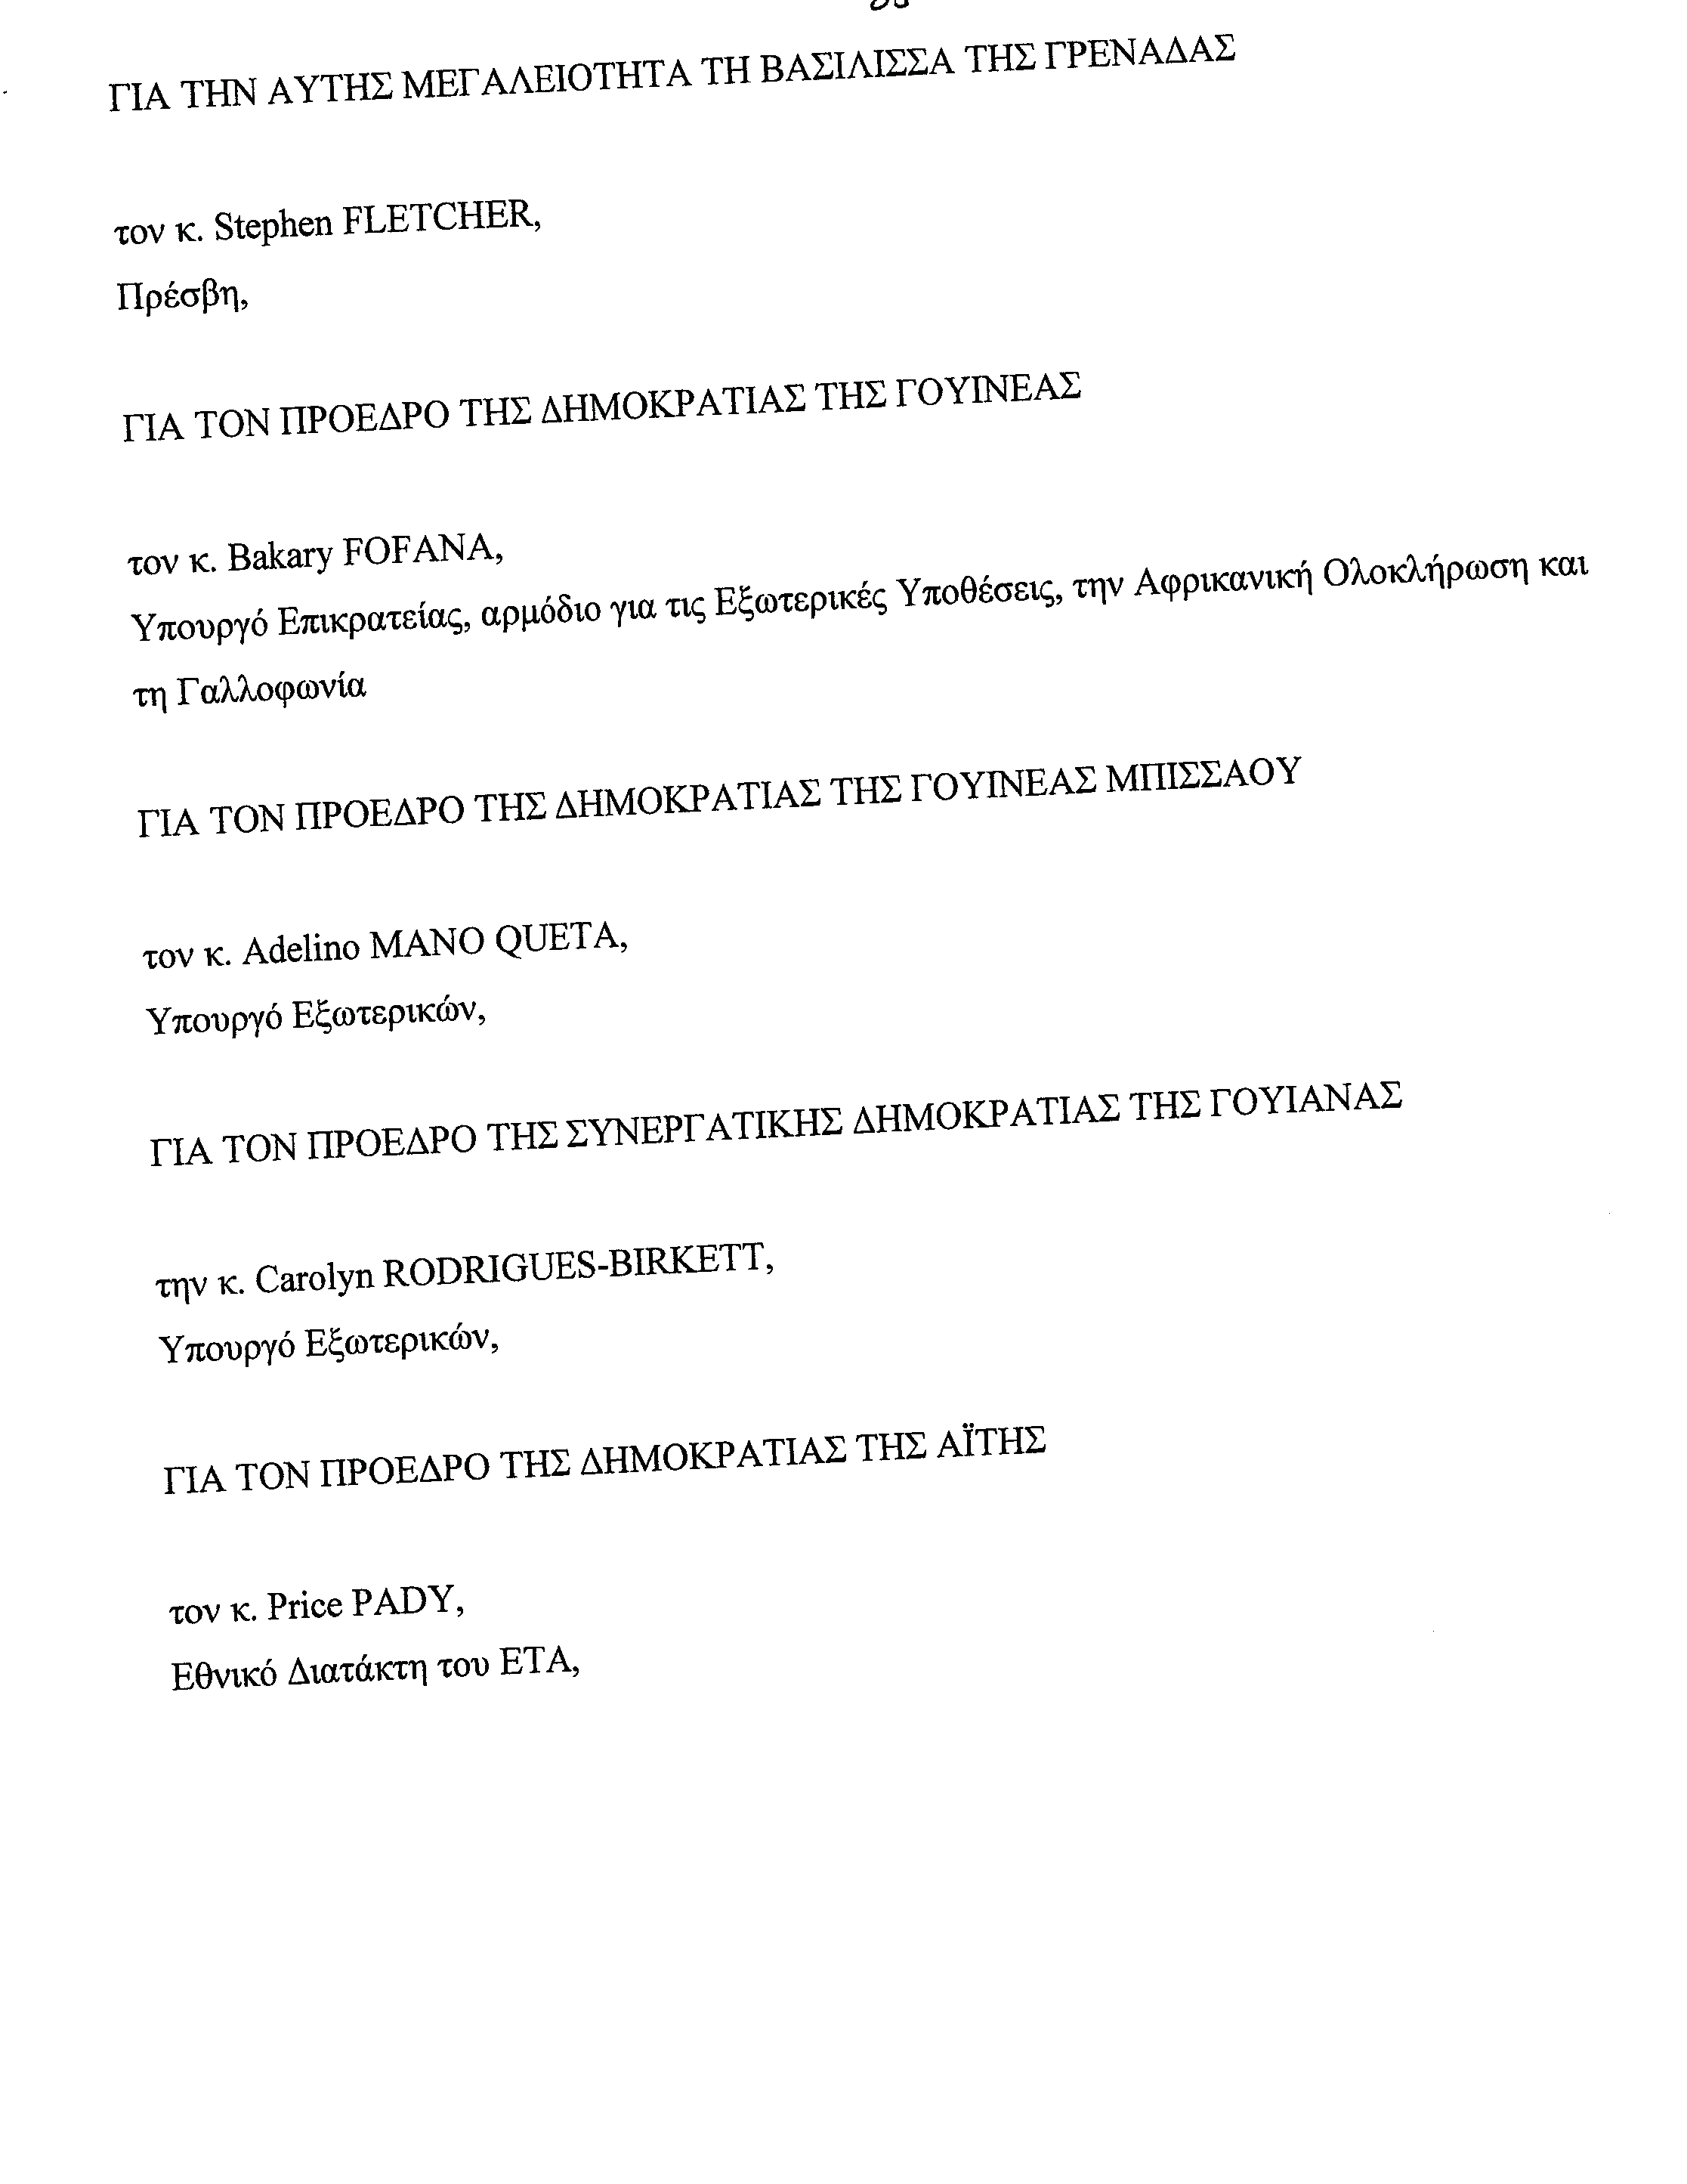 ΓΙΑ ΤΗΝ ΑΥΤΗΣ ΜΕΓΑΛΕΙΟΤΗΤΑ ΤΗ ΒΑΣΙΛΙΣΣΑ ΤΗΣ ΓΡΕΝΑΔΑΣ
τον κ. Stephen FLETCHER,
Πρέσβη,
ΓΙΑ ΤΟΝ ΠΡΟΕΔΡΟ ΤΗΣ ΔΗΜΟΚΡΑΤΙΑΣ ΤΗΣ ΓΟΥΙΝΕΑΣ
τον κ. Bakary FOFANA,
Υπουργό Επικρατείας, αρμόδιο για τις Εξωτερικές Υποθέσεις, την Αφρικανική Ολοκλήρωση και
τη Γαλλοφωνία
ΓΙΑ ΤΟΝ ΠΡΟΕΔΡΟ ΤΗΣ ΔΗΜΟΚΡΑΤΙΑΣ ΤΗΣ ΓΟΥΙΝΕΑΣ ΜΠΙΣΣΑΟΥ
τον κ. Adelino MANO QUETA,
Υπουργό Εξωτερικών,
ΓΙΑ ΤΟΝ ΠΡΟΕΔΡΟ ΤΗΣ ΣΥΝΕΡΓΑΤΙΚΗΣ ΔΗΜΟΚΡΑΤΙΑΣ ΤΗΣ ΓΟΥΙΑΝΑΣ
την κ. Carolyn RODRIGUES-BIRKETT,
Υπουργό Εξωτερικών,
ΓΙΑ ΤΟΝ ΠΡΟΕΔΡΟ ΤΗΣ ΔΗΜΟΚΡΑΤΙΑΣ ΤΗΣ ΑΪΤΗΣ
τον κ. Price PADY,
Εθνικό Διατάκτη του ΕΤΑ,